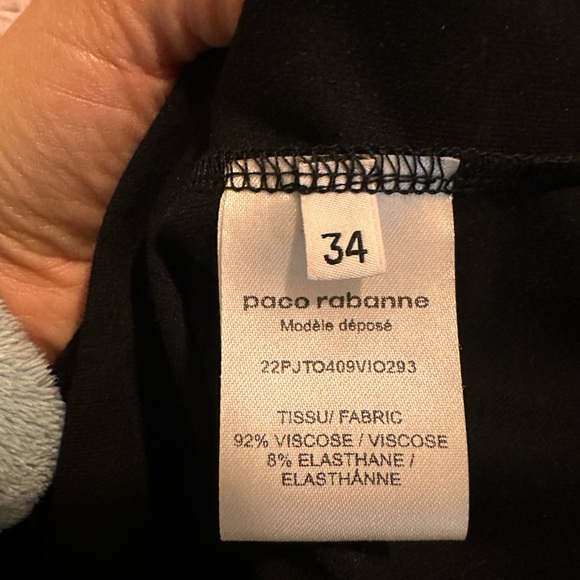 34
paco rabanne
Modèle déposé
22PJTO409VIO293
TISSU/ FABRIC
92% VISCOSE / VISCOSE
8% ELASTHANE /
ELASTHÁNNE